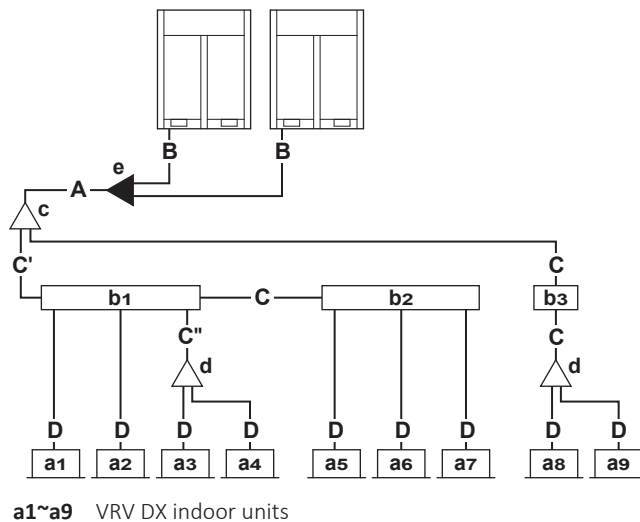 B B
e
A
c
C' C
b1 C b2 b3
C" C
d d
D D D D D D D D D
a1 a2 a3 a4 a5 a6 a7 a8 a9
a1~a9 VRV DX indoor units